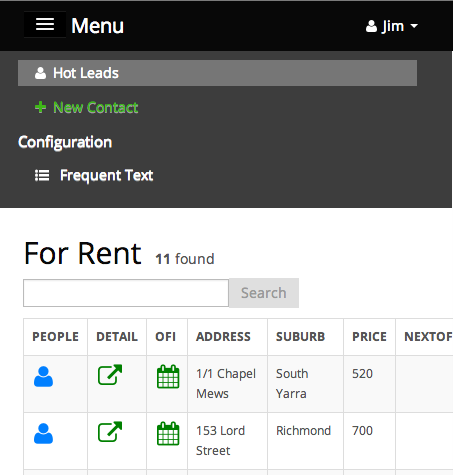 Menu
Jim
Hot Leads
New Contact
Configuration
Frequent Text
For Rent 11 found
Search
PEOPLE DETAIL OFI ADDRESS SUBURB PRICE NEXTOF
1/1 Chapel Mews South Yarra 520
153 Lord Street Richmond 700